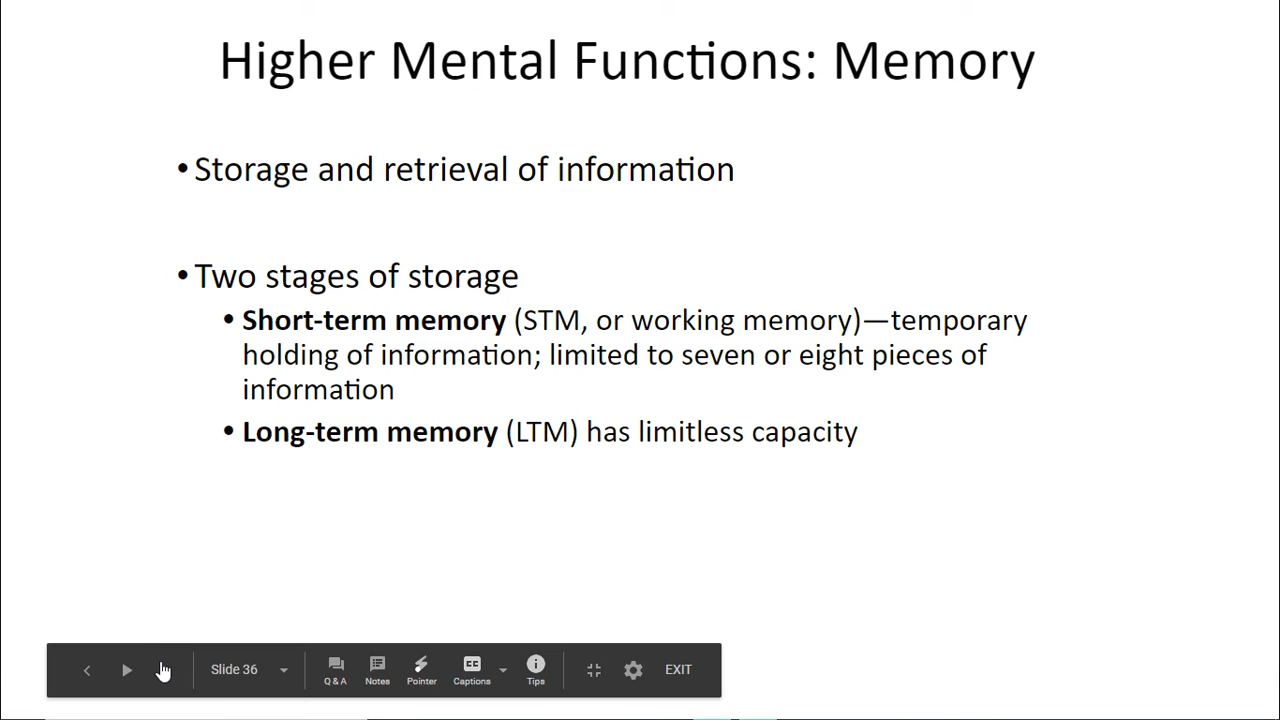 Higher Mental Functions: Memory
• Storage and retrieval of information
• Two stages of storage
• Short-term memory (STM, or working memory)—temporary
holding of information; limited to seven or eight pieces of
information
• Long-term memory (LTM) has limitless capacity
Slide 36
Q & A
Notes
Pointer
CC
Captions
Tips
EXIT